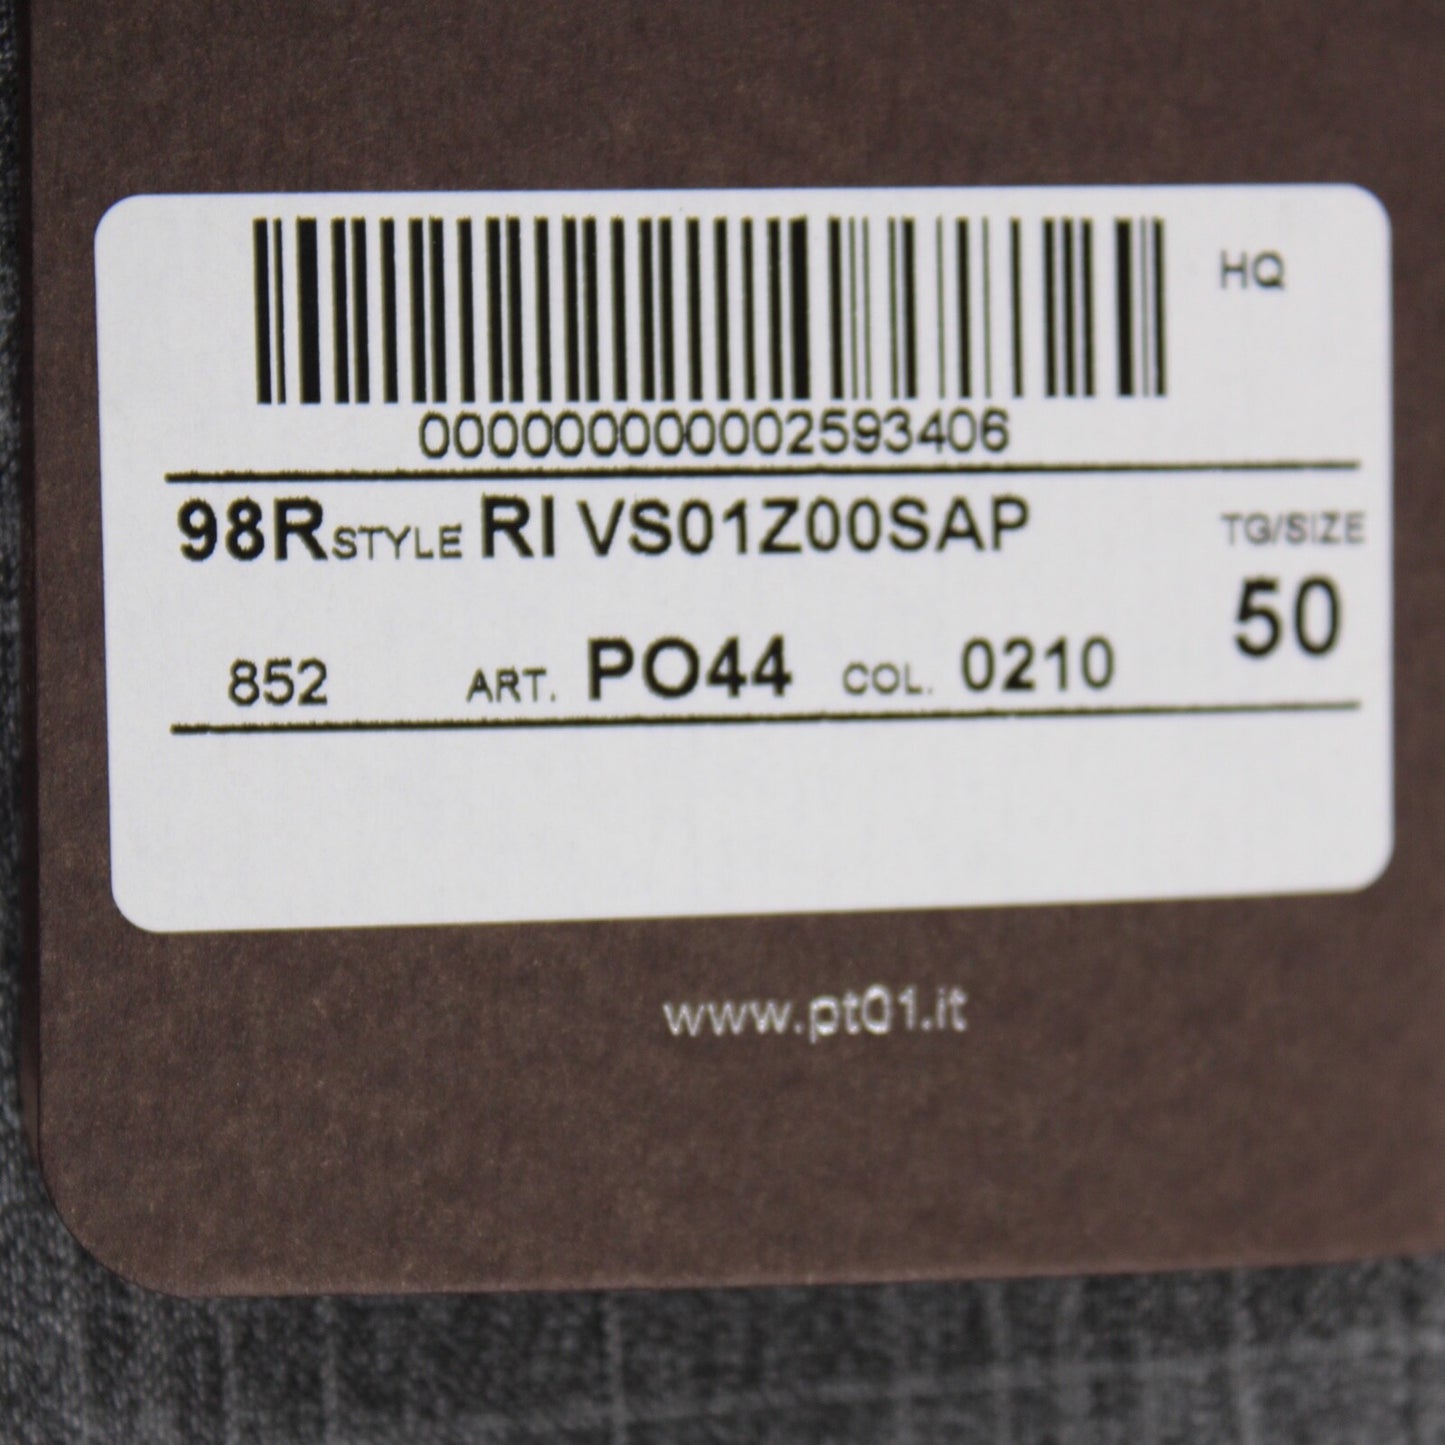 HQ
000000000002593406
98R STYLE RI VS01Z00SAP TG/SIZE
50
852 ART. PO44 COL. 0210
www.pt01.it